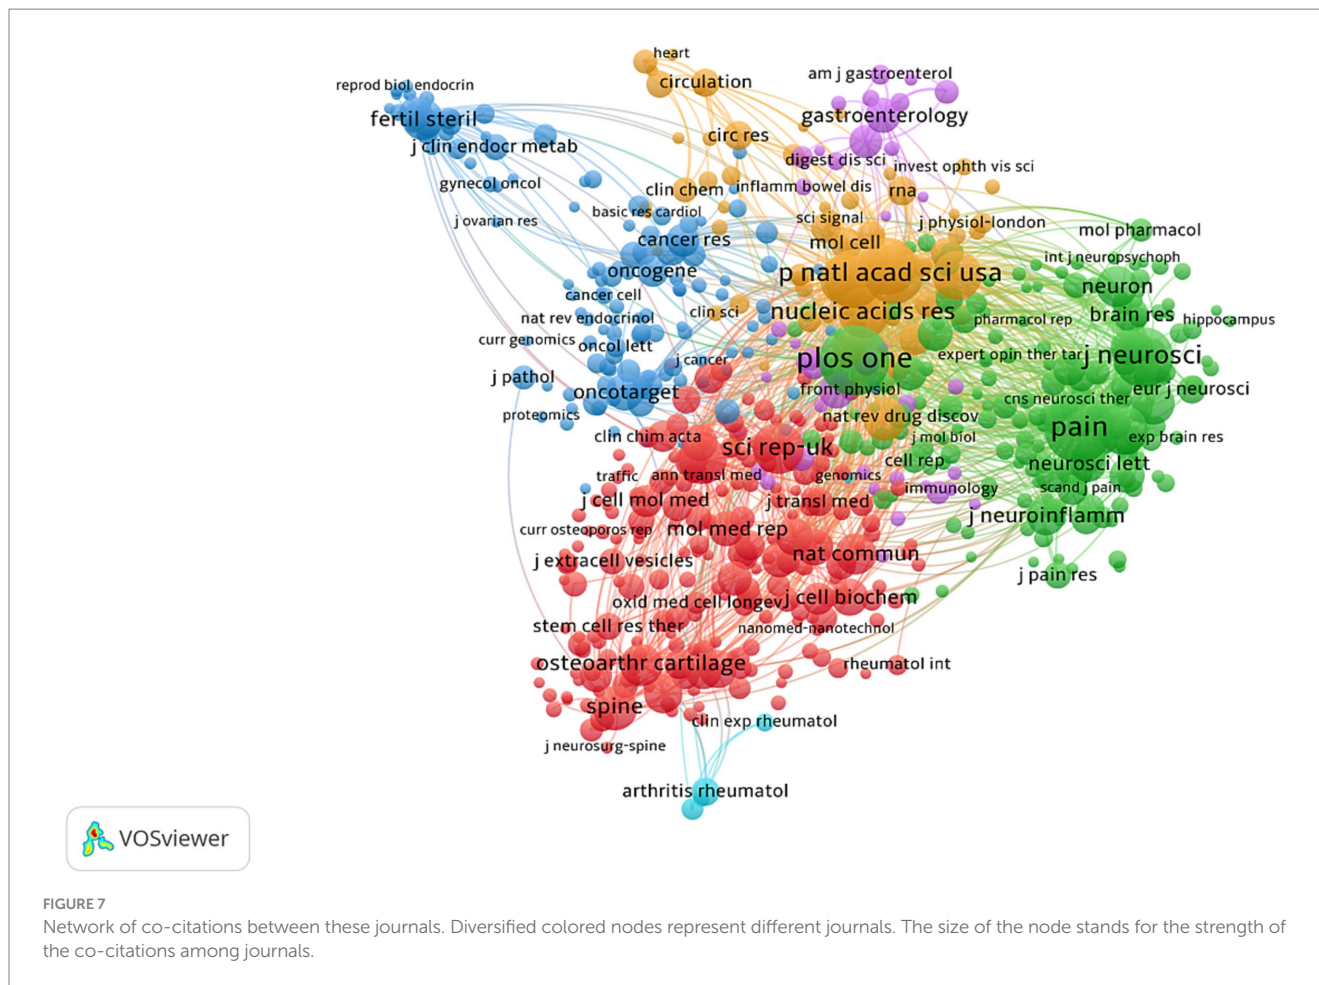 heart
circulation
am j gastroenterol
reprod biol endocrin
fertil steril
gastroenterology
circ res
j clin endocr metab
digest dis sci
invest ophth vis sci
gynecol oncol
clin chem
inflamm bowel dis
rna
basic res cardiol
j ovarian res
sci signal
j physiol-london
mol pharmacol
cancer res
mol cell
int j neuropsychoph
oncogene
p natl acad sci usa
neuron
cancer cell
clin sci
nucleic acids res
brain res
nat rev endocrinol
pharmacol rep
hippocampus
curr genomics
oncol lett
j cancer
plos one
expert opin ther tar
j neurosci
j pathol
oncotarget
front physiol
eur j neurosci
cns neurosci ther
proteomics
nat rev drug discov
pain
clin chim acta
sci rep-uk
j mol biol
exp brain res
cell rep
neurosci lett
traffic
ann transl med
genomics
immunology
scand j pain
j cell mol med
j transl med
j neuroinflamm
curr osteoporos rep
mol med rep
nat commun
j extracell vesicles
j pain res
oxid med cell longev
j cell biochem
stem cell res ther
nanomed-nanotechnol
osteoarthr cartilage
rheumatol int
spine
clin exp rheumatol
j neurosurg-spine
arthritis rheumatol
VOSviewer
FIGURE 7
Network of co-citations between these journals. Diversified colored nodes represent different journals. The size of the node stands for the strength of
the co-citations among journals.